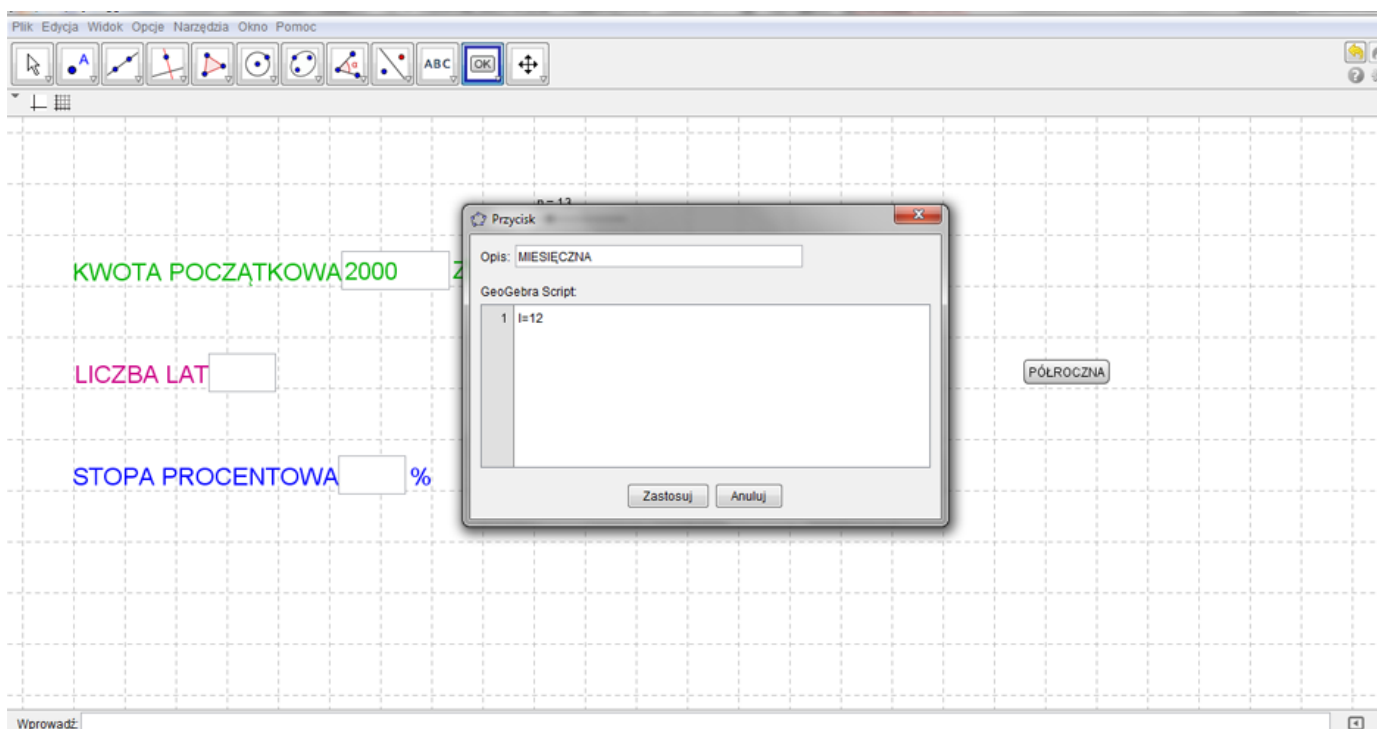 Plik Edycja Widok Opcje Narzędzia Okno Pomoc
A
α
ABC
OK
n = 13
Przycisk
Opis: MIESIĘCZNA
GeoGebra Script:
1 l=12
KWOTA POCZĄTKOWA 2000 Z
LICZBA LAT
PÓŁROCZNA
STOPA PROCENTOWA %
Zastosuj Anuluj
Wprowadź: